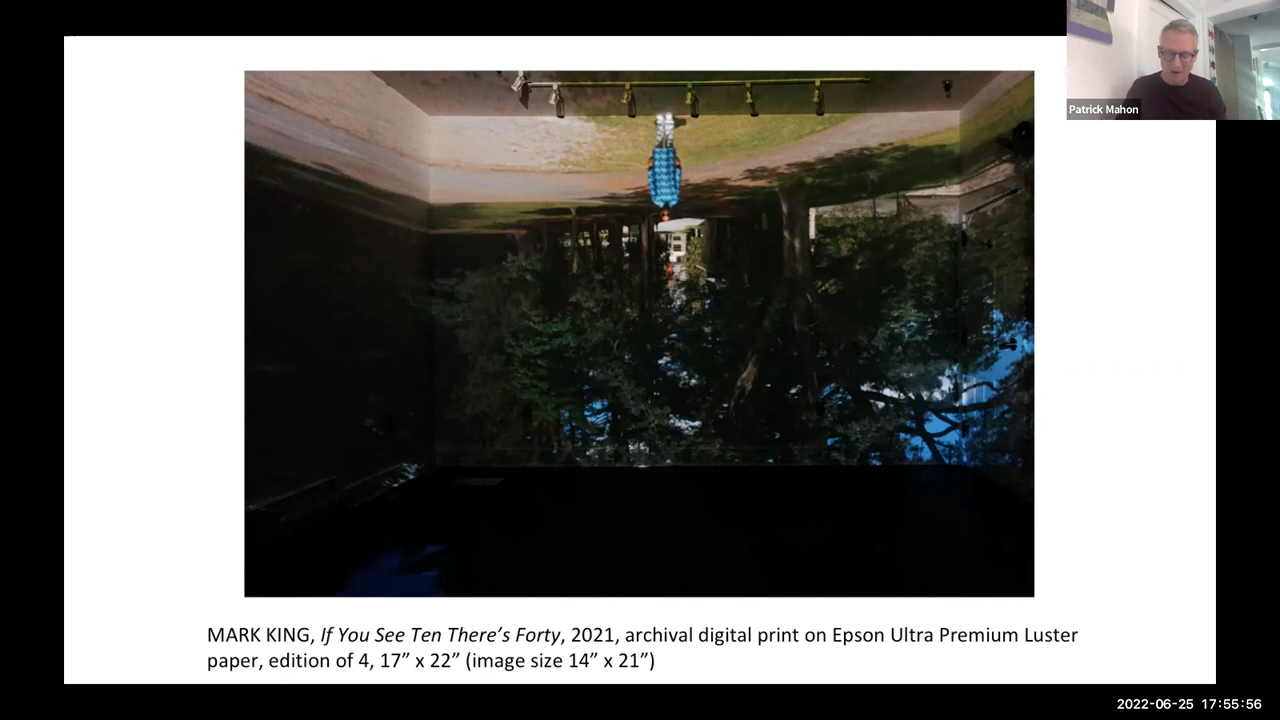 Patrick Mahon
MARK KING, If You See Ten There’s Forty, 2021, archival digital print on Epson Ultra Premium Luster
paper, edition of 4, 17” x 22” (image size 14” x 21”)
2022-06-25 17:55:56